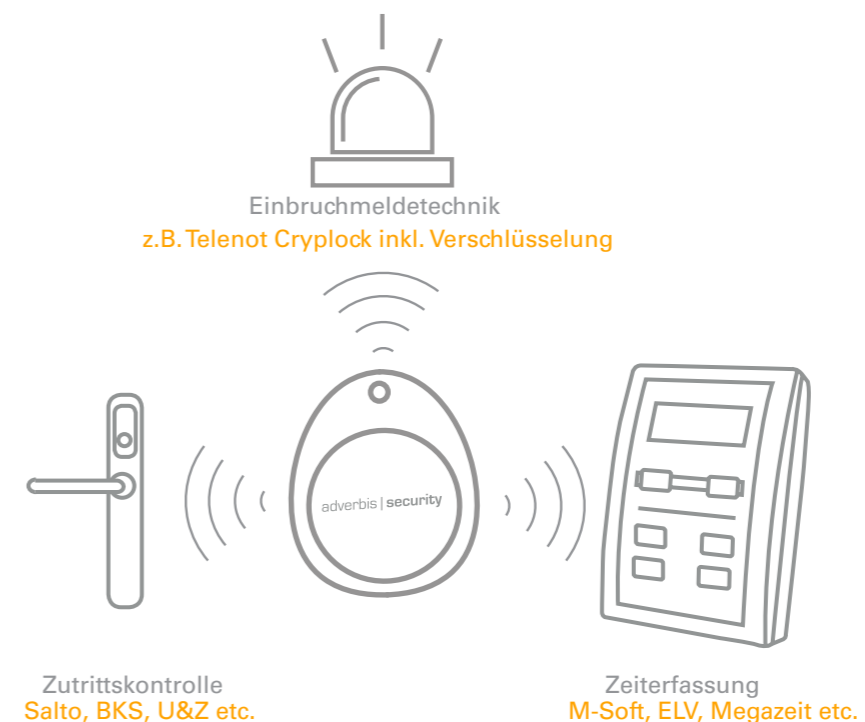 Einbruchmeldetechnik
z.B. Telenot Cryplock inkl. Verschlüsselung
adverbis | security
Zutrittskontrolle
Salto, BKS, U&Z etc.
Zeiterfassung
M-Soft, ELV, Megazeit etc.